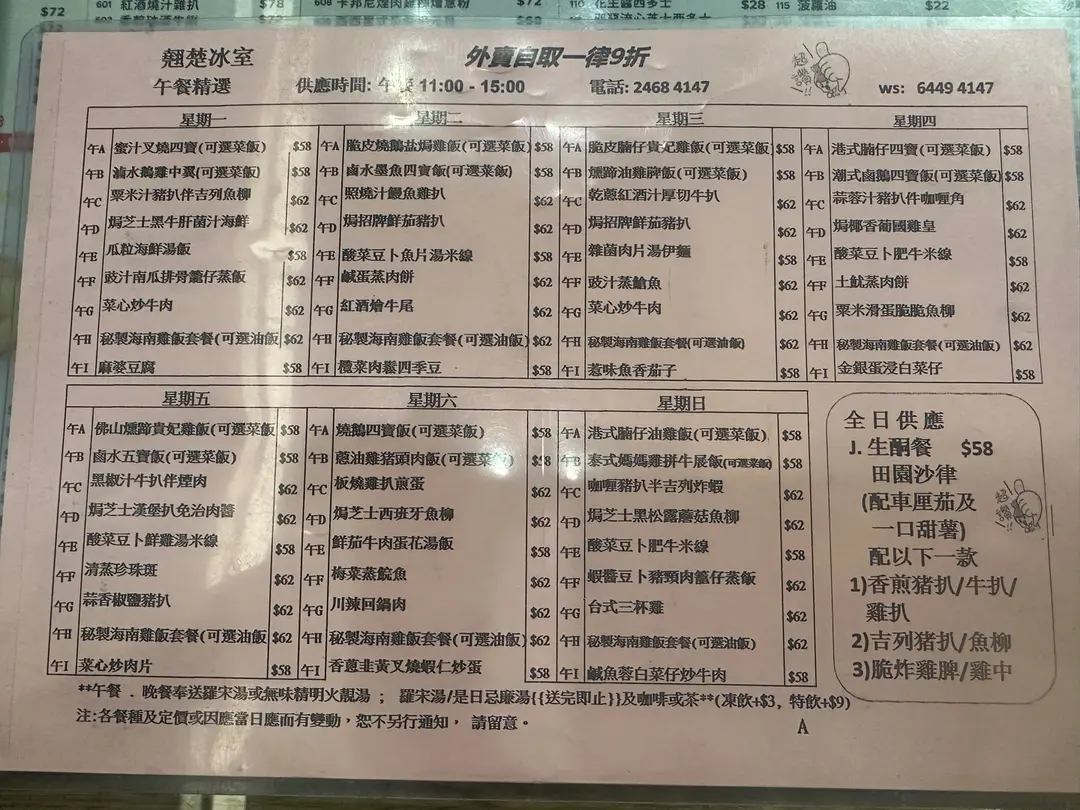 $72 601 紅酒燒汁雞扒 $78 608 $72 110 花生醬西多士 $28 115 菠蘿油 $22
翹楚冰室 外賣自取一律9折
午餐精選 供應時間: 午 11:00 - 15:00 電話: 2468 4147 ws: 6449 4147
星期一 星期二 星期三 星期四
午A 蜜汁叉燒四寶(可選菜飯) $58 午A 脆皮燒鵝鹽焗雞飯(可選菜飯) $58 午A 脆皮腩仔貴妃雞飯(可選菜飯) $58 午A 港式腩仔四寶(可選菜飯) $58
午B 滷水鵝雞中翼(可選菜飯) $58 午B 鹵水墨魚四寶飯(可選菜飯) $58 午B 燻蹄油雞脾飯(可選菜飯) $58 午B 潮式鹵鵝四寶飯(可選菜飯) $58
午C 粟米汁豬扒伴吉列魚柳 $62 午C 照燒汁饅魚雞扒 $62 午C 乾蔥紅酒汁厚切牛扒 $62 午C 蒜蓉汁豬扒件咖喱角 $62
午D 焗芝士黑牛肝菌汁海鮮 $62 午D 焗招牌鮮茄豬扒 $62 午D 焗招牌鮮茄豬扒 $62 午D 焗椰香葡國雞皇 $62
午E 瓜粒海鮮湯飯 $58 午E 酸菜豆卜魚片湯米線 $58 午E 雜菌肉片湯伊麵 $58 午E 酸菜豆卜肥牛米線 $58
午F 豉汁南瓜排骨籠仔蒸飯 $62 午F 鹹蛋蒸肉餅 $62 午F 豉汁蒸鯧魚 $62 午F 土魷蒸肉餅 $62
午G 菜心炒牛肉 $62 午G 紅酒燴牛尾 $62 午G 菜心炒牛肉 $62 午G 粟米滑蛋脆脆魚柳 $62
午H 秘製海南雞飯套餐(可選油飯 $62 午H 秘製海南雞飯套餐(可選油飯) $62 午H 秘製海南雞飯套餐(可選油飯) $62 午H 秘製海南雞飯套餐(可選油飯) $62
午I 麻婆豆腐 $58 午I 欖菜肉鬆四季豆 $58 午I 惹味魚香茄子 $58 午I 金銀蛋浸白菜仔 $58
星期五 星期六 星期日
午A 佛山燻蹄貴妃雞飯(可選菜飯 $58 午A 燒鵝四寶飯(可選菜飯) $58 午A 港式腩仔油雞飯(可選菜飯) $58
午B 鹵水五寶飯(可選菜飯) $58 午B 蔥油雞猪頭肉飯(可選菜飯) $58 午B 泰式媽媽雞拼牛展飯(可選菜飯) $58
午C 黑椒汁牛扒伴煙肉 $62 午C 板燒雞扒煎蛋 $62 午C 咖喱豬扒半吉列炸蝦 $62
午D 焗芝士漢堡扒免治肉醬 $62 午D 焗芝士西班牙魚柳 $62 午D 焗芝士黑松露蘑菇魚柳 $62
午E 酸菜豆卜鮮雞湯米線 $58 午E 鮮茄牛肉蛋花湯飯 $58 午E 酸菜豆卜肥牛米線 $58
午F 清蒸珍珠斑 $62 午F 梅菜蒸鯇魚 $62 午F 蝦醬豆卜豬頸肉籠仔蒸飯 $62
午G 蒜香椒鹽豬扒 $62 午G 川辣回鍋肉 $62 午G 台式三杯雞 $62
午H 秘製海南雞飯套餐(可選油飯 $62 午H 秘製海南雞飯套餐(可選油飯) $62 午H 秘製海南雞飯套餐(可選油飯) $62
午I 菜心炒肉片 $58 午I 香蔥韭黃叉燒蝦仁炒蛋 $58 午I 鹹魚蓉白菜仔炒牛肉 $58
全日供應
J. 生酮餐 $58
田園沙律
(配車厘茄及
一口甜薯)
配以下一款
1)香煎猪扒/牛扒/
雞扒
2)吉列猪扒/魚柳
3)脆炸雞脾/雞中
**午餐．晚餐奉送羅宋湯或無味精明火靚湯 ; 羅宋湯/是日忌廉湯{{送完即止}}及咖啡或茶**(凍飲+$3, 特飲+$9)
注:各餐種及定價或因應當日應而有變動，恕不另行通知， 請留意。
A